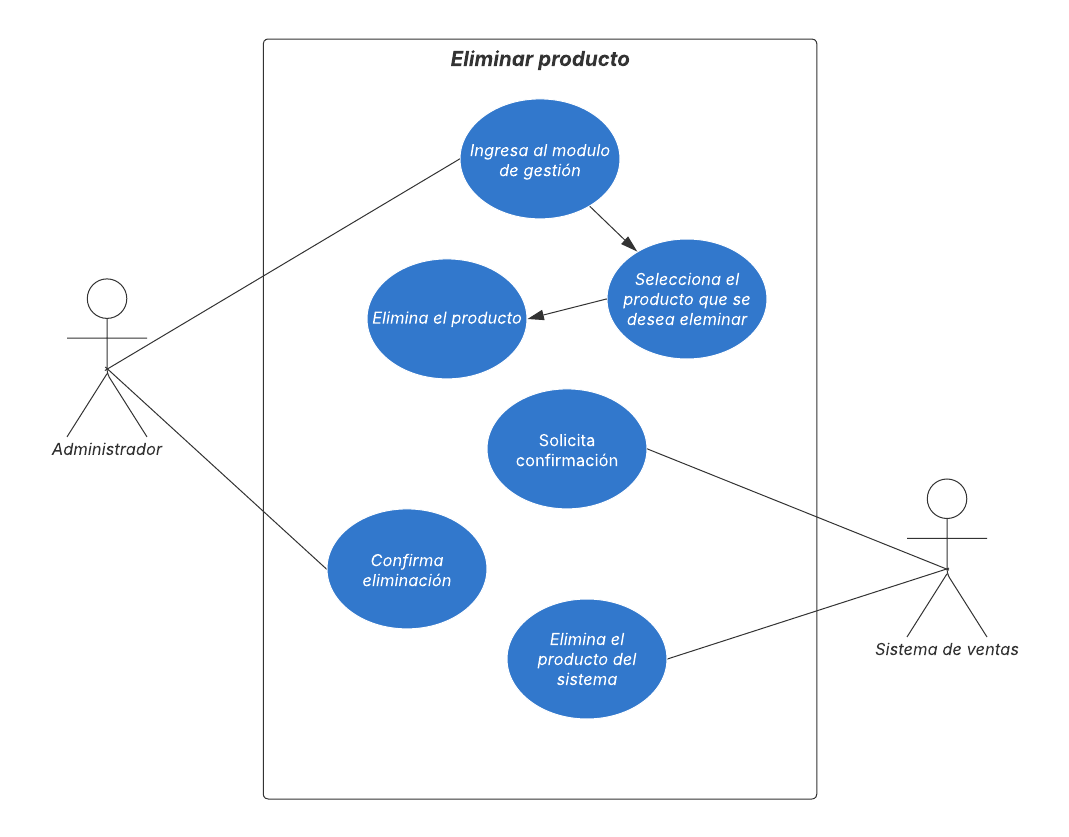 Eliminar producto
Ingresa al modulo
de gestión
Selecciona el
producto que se
desea eleminar
Elimina el producto
Solicita
confirmación
Administrador
Confirma
eliminación
Elimina el
producto del
sistema
Sistema de ventas